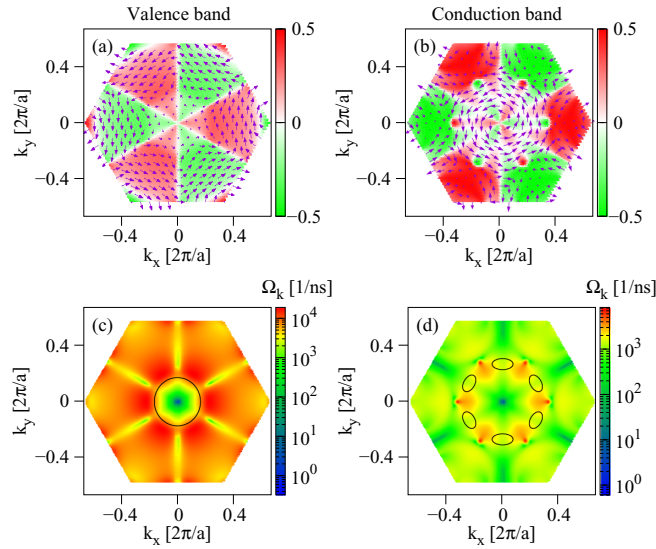 Valence band
Conduction band
(a)
(b)
0.4
0
−0.4
k_y [2π/a]
−0.4 0 0.4
k_x [2π/a]
0.5
0
−0.5
0.4
0
−0.4
k_y [2π/a]
−0.4 0 0.4
k_x [2π/a]
0.5
0
−0.5
Ω_k [1/ns]
Ω_k [1/ns]
(c)
(d)
0.4
0
−0.4
k_y [2π/a]
−0.4 0 0.4
k_x [2π/a]
10^4
10^3
10^2
10^1
10^0
0.4
0
−0.4
k_y [2π/a]
−0.4 0 0.4
k_x [2π/a]
10^3
10^2
10^1
10^0